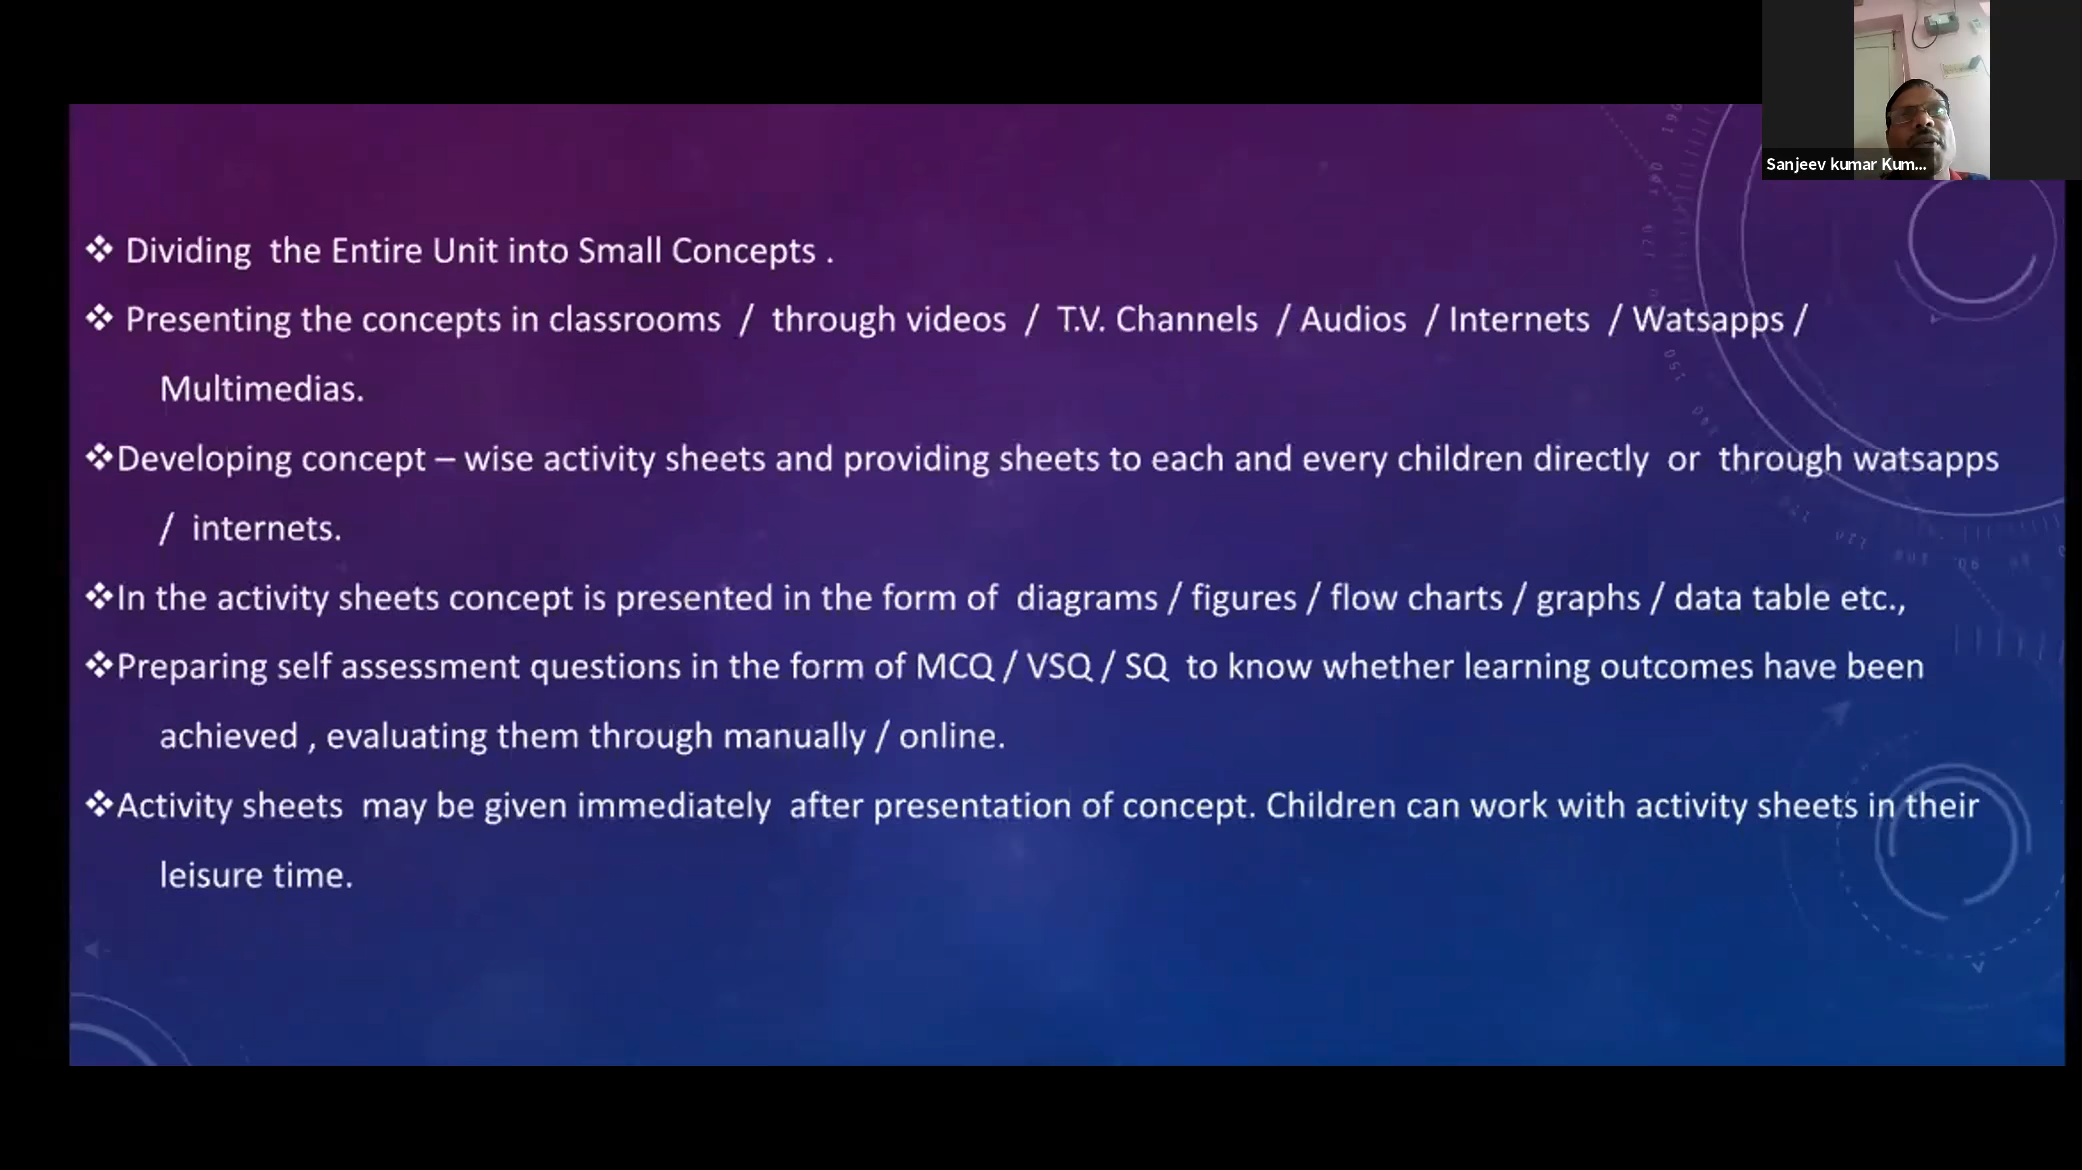 Sanjeev kumar Kum...
❖ Dividing the Entire Unit into Small Concepts .
❖ Presenting the concepts in classrooms / through videos / T.V. Channels / Audios / Internets / Watsapps /
Multimedias.
❖Developing concept – wise activity sheets and providing sheets to each and every children directly or through watsapps
/ internets.
❖In the activity sheets concept is presented in the form of diagrams / figures / flow charts / graphs / data table etc.,
❖Preparing self assessment questions in the form of MCQ / VSQ / SQ to know whether learning outcomes have been
achieved , evaluating them through manually / online.
❖Activity sheets may be given immediately after presentation of concept. Children can work with activity sheets in their
leisure time.